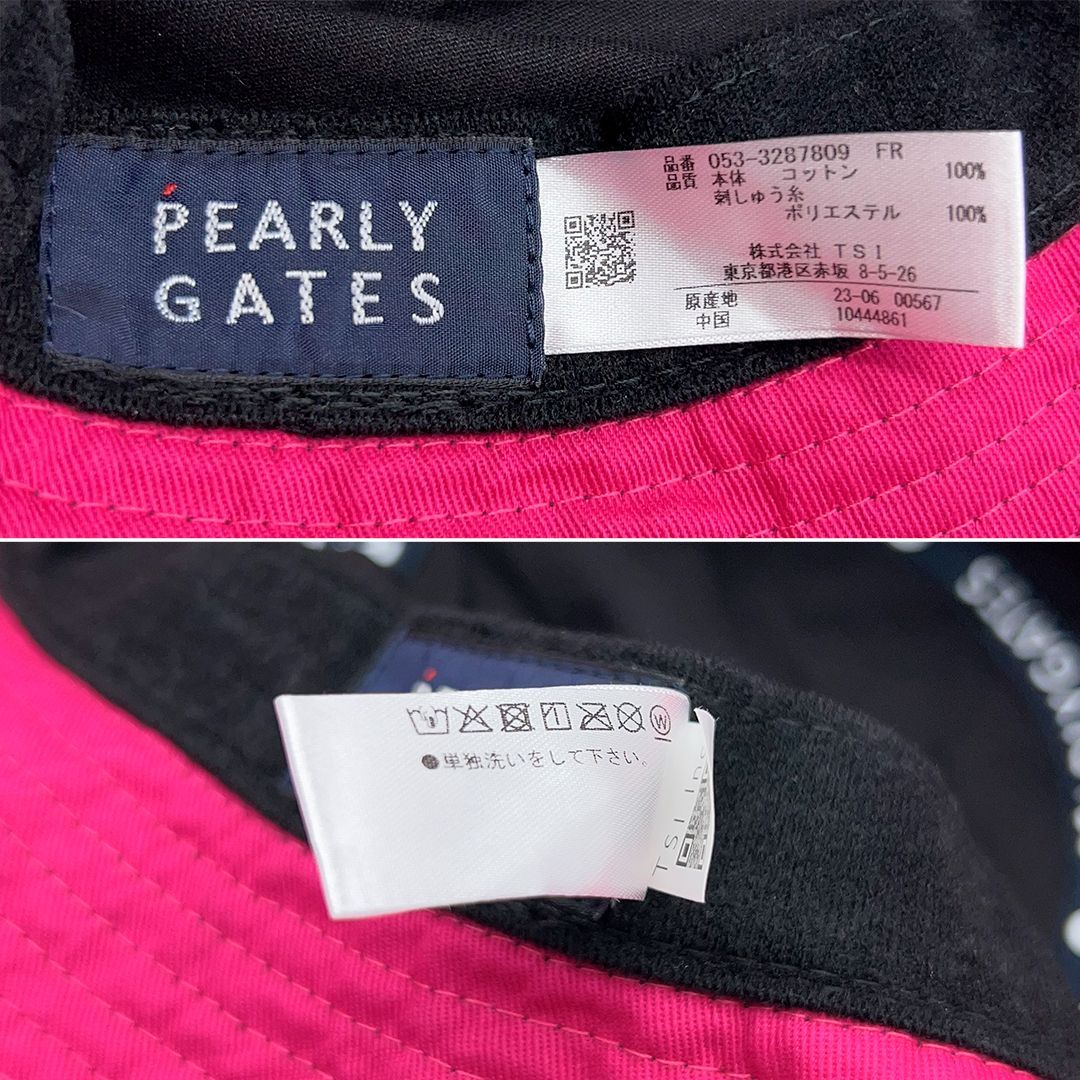 PEARLY
GATES
品番 053-3287809 FR
品質 本体 コットン 100%
刺しゅう糸
ポリエステル 100%
株式会社 TSI
東京都港区赤坂 8-5-26
原産地 23-06 00567
中国 10444861
W
●単独洗いをして下さい。
TSI IDS